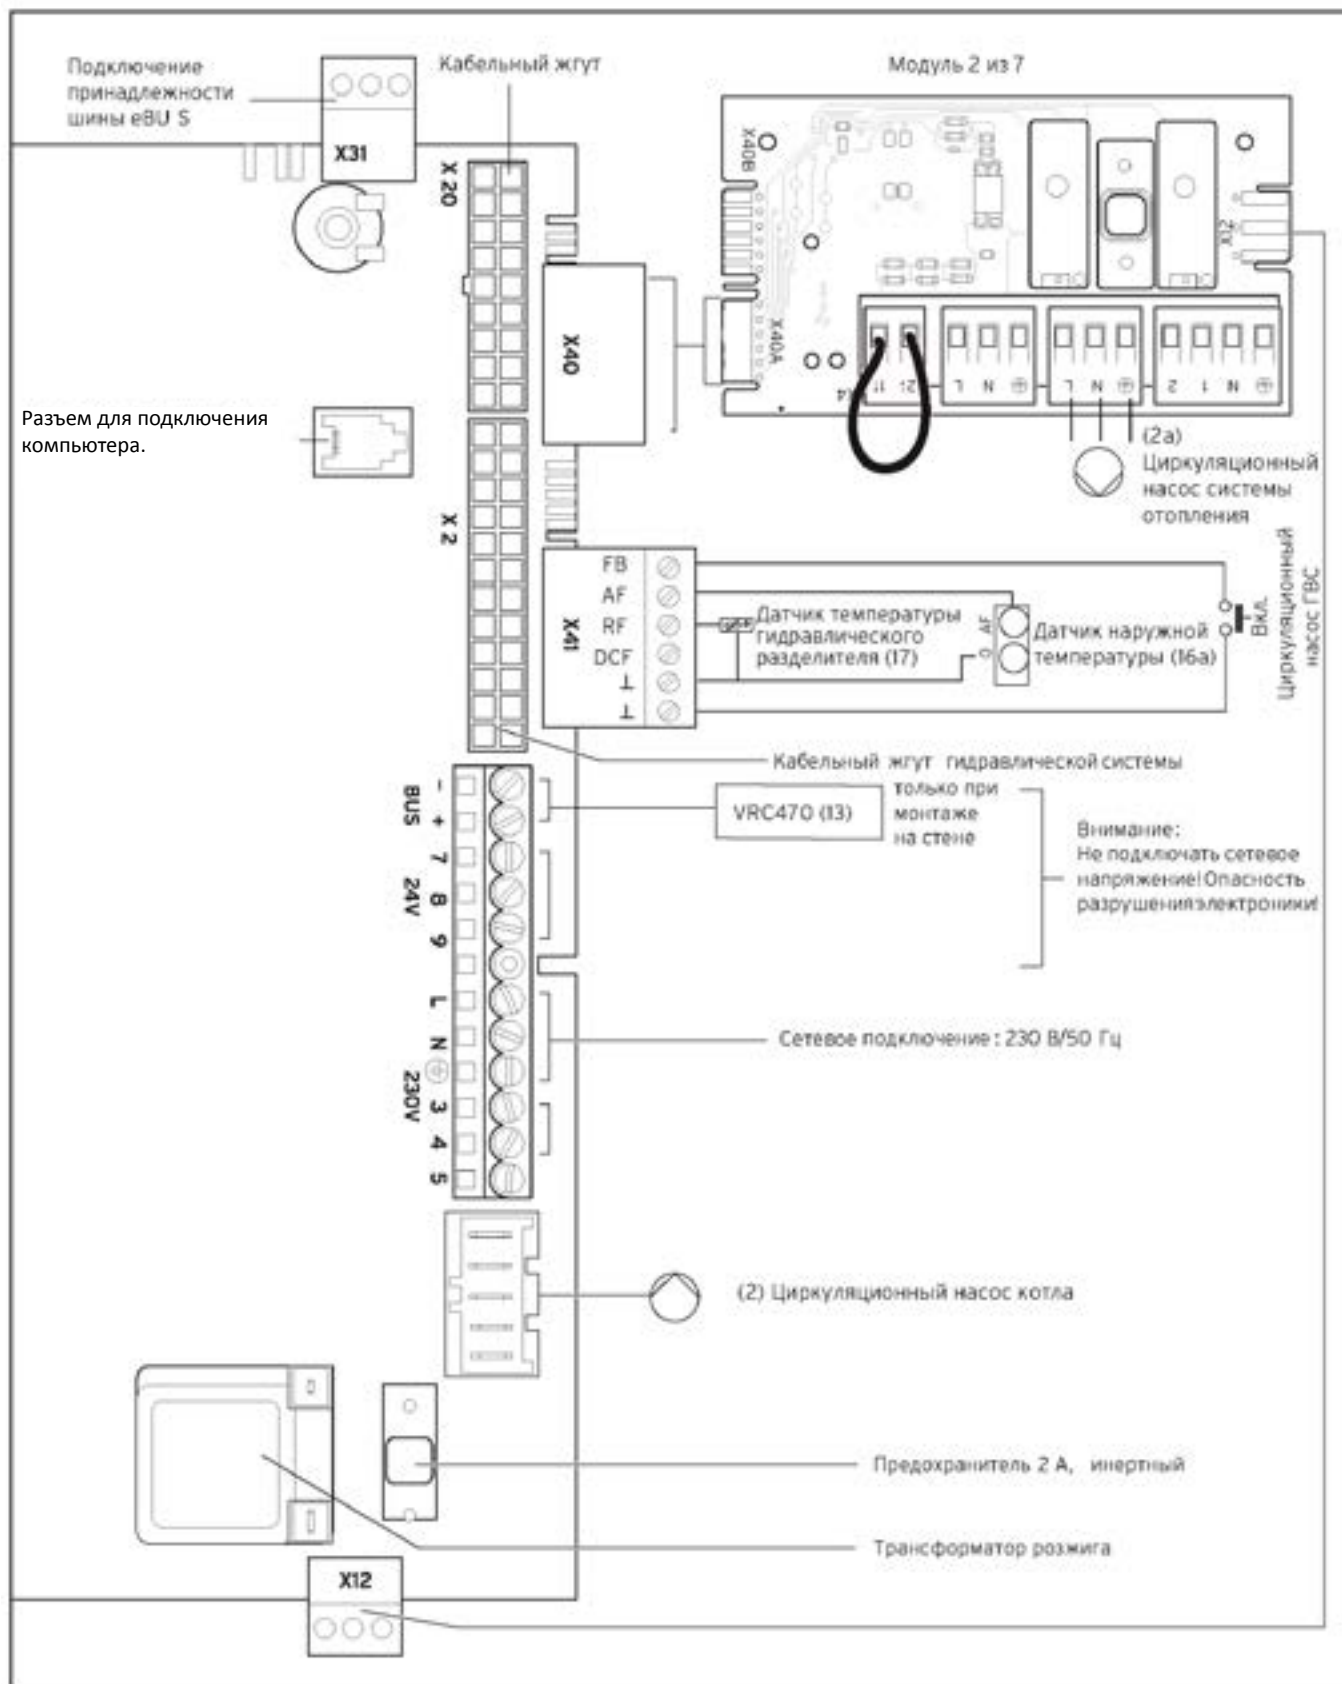 Подключение
принадлежности
шины eBU S
Кабельный жгут
Модуль 2 из 7
X31
X 20
X40B
X12
X40
X40A
L N
L N
2 1 N
Разъем для подключения
компьютера.
(2a)
Циркуляционный
насос системы
отопления
X 2
X41
FB
AF
RF
DCF
Датчик температуры
гидравлического
разделителя (17)
AF
O
Датчик наружной
температуры (16a)
Вкл.
Циркуляционный
насос ГВС
Кабельный жгут гидравлической системы
BUS
- +
24V
7 8 9
VRC470 (13)
только при
монтаже
на стене
Внимание:
Не подключать сетевое
напряжение!Опасность
разрушенияэлектроники!
L N
230V
3 4 5
Сетевое подключение : 230 В/50 Гц
(2) Циркуляционный насос котла
Предохранитель 2 А, инертный
Трансформатор розжига
X12